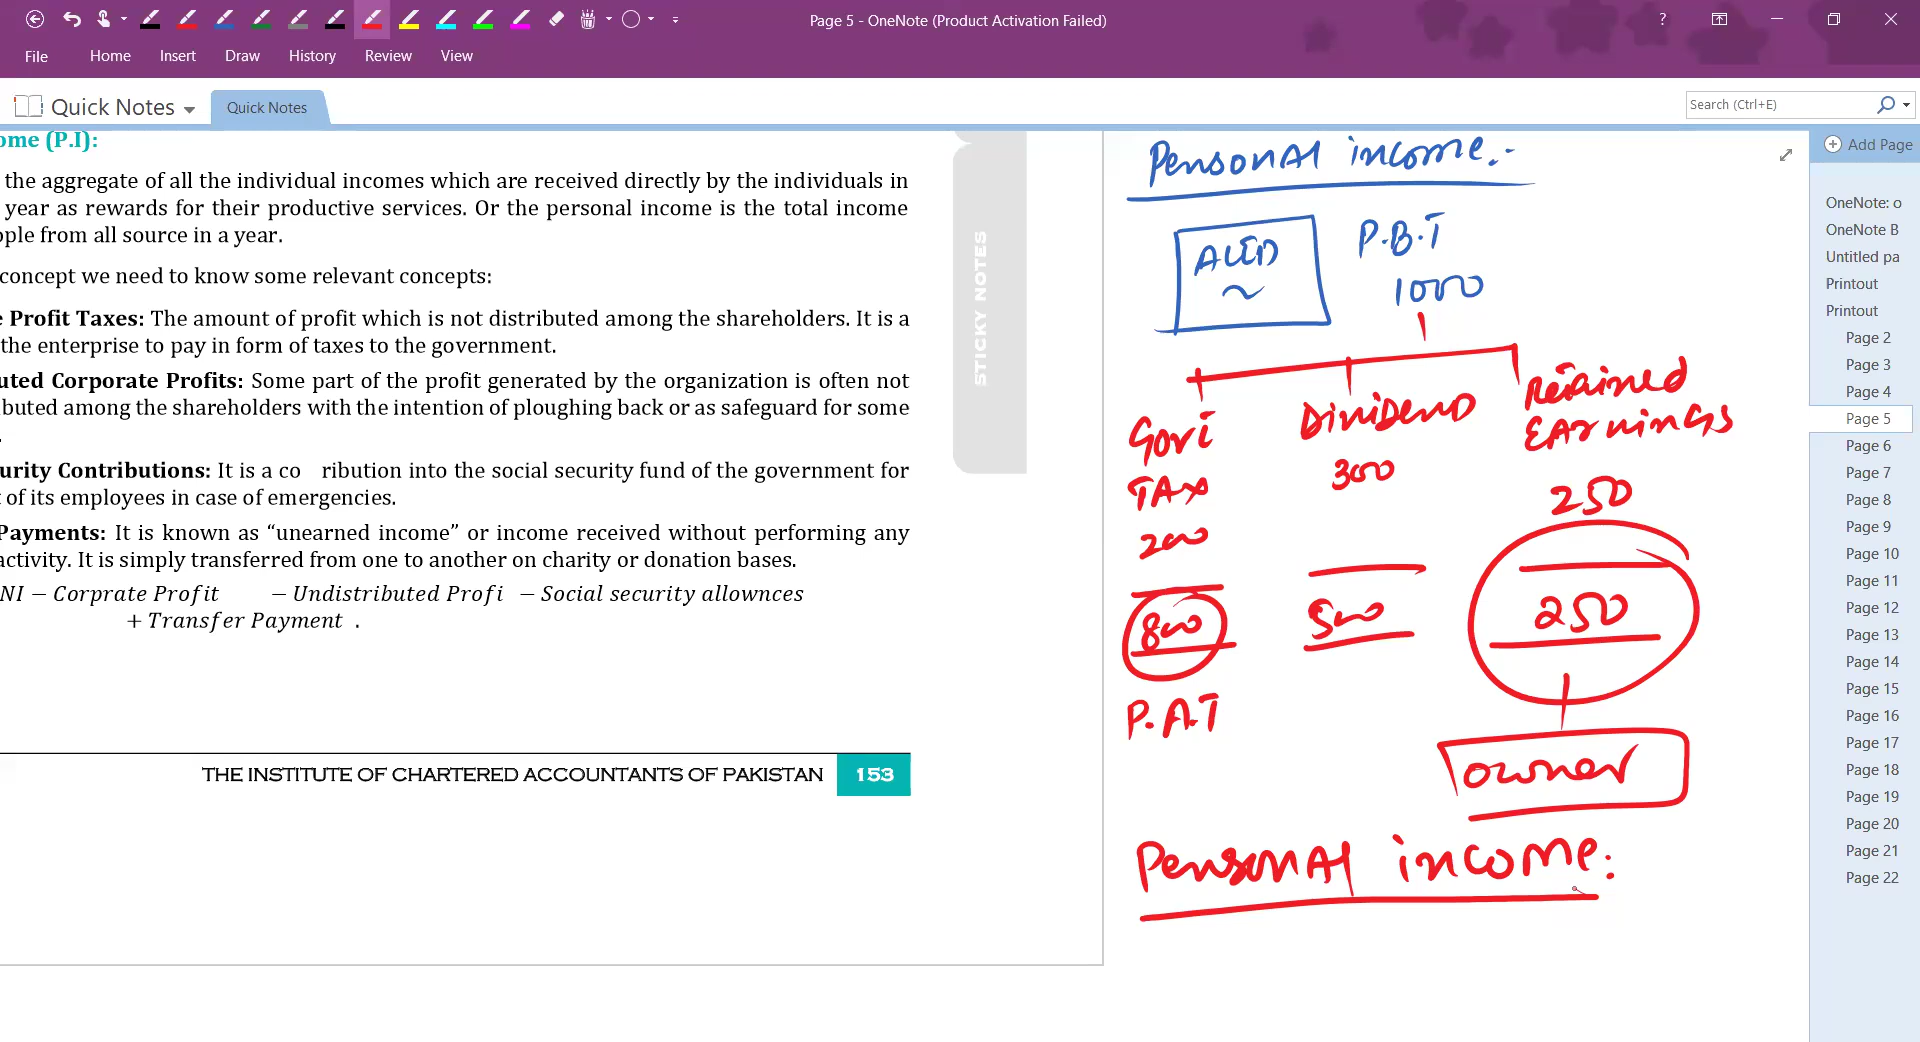 Page 5 - OneNote (Product Activation Failed)
?
File Home Insert Draw History Review View
Quick Notes
Quick Notes
Search (Ctrl+E)
Add Page
ome (P.I):
the aggregate of all the individual incomes which are received directly by the individuals in
year as rewards for their productive services. Or the personal income is the total income
ople from all source in a year.
concept we need to know some relevant concepts:
e Profit Taxes: The amount of profit which is not distributed among the shareholders. It is a
the enterprise to pay in form of taxes to the government.
uted Corporate Profits: Some part of the profit generated by the organization is often not
ibuted among the shareholders with the intention of ploughing back or as safeguard for some
.
curity Contributions: It is a co ribution into the social security fund of the government for
t of its employees in case of emergencies.
Payments: It is known as “unearned income” or income received without performing any
activity. It is simply transferred from one to another on charity or donation bases.
NI − Corprate Profit − Undistributed Profi − Social security allownces
+ Transfer Payment .
THE INSTITUTE OF CHARTERED ACCOUNTANTS OF PAKISTAN 153
STICKY NOTES
Personal income:-
P.B.T
1000
Govt
TAX
200
800
P.A.T
Dividend
300
500
Retained
EArnings
250
250
owner
Personal income:
OneNote: o
OneNote B
Untitled pa
Printout
Printout
Page 2
Page 3
Page 4
Page 5
Page 6
Page 7
Page 8
Page 9
Page 10
Page 11
Page 12
Page 13
Page 14
Page 15
Page 16
Page 17
Page 18
Page 19
Page 20
Page 21
Page 22